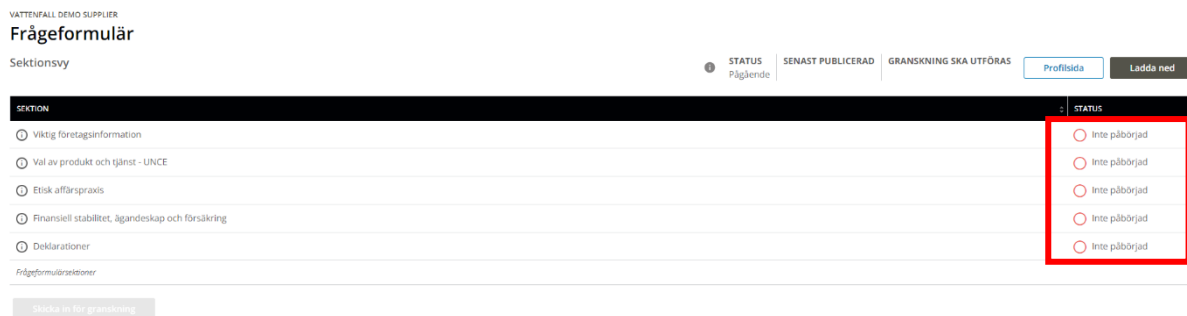 VATTENFALL DEMO SUPPLIER
Frågeformulär
Sektionsvy
STATUS SENAST PUBLICERAD GRANSKNING SKA UTFÖRAS Profilsida Ladda ned
Pågående
SEKTION STATUS
Viktig företagsinformation Inte påbörjad
Val av produkt och tjänst - UNCE Inte påbörjad
Etisk affärspraxis Inte påbörjad
Finansiell stabilitet, ägandeskap och försäkring Inte påbörjad
Deklarationer Inte påbörjad
Frågeformulärsektioner
Skicka in för granskning